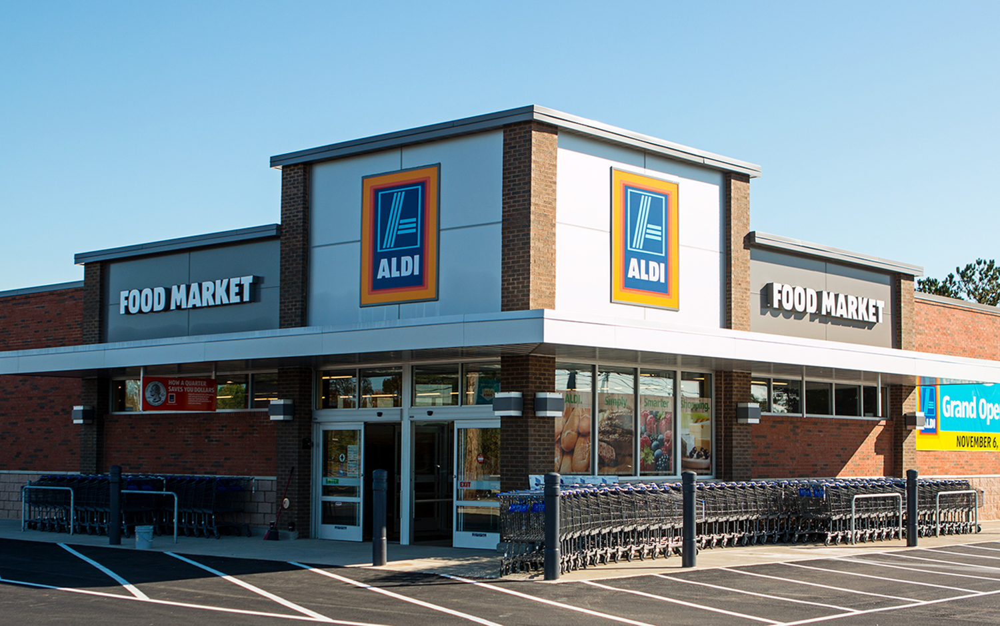 ALDI
ALDI
FOOD MARKET
FOOD MARKET
HOW A QUARTER
SAVES YOU DOLLARS
ALDI.
Simply
Smarter
Shopping.
EXIT
ALDI
Grand Ope
NOVEMBER 6,